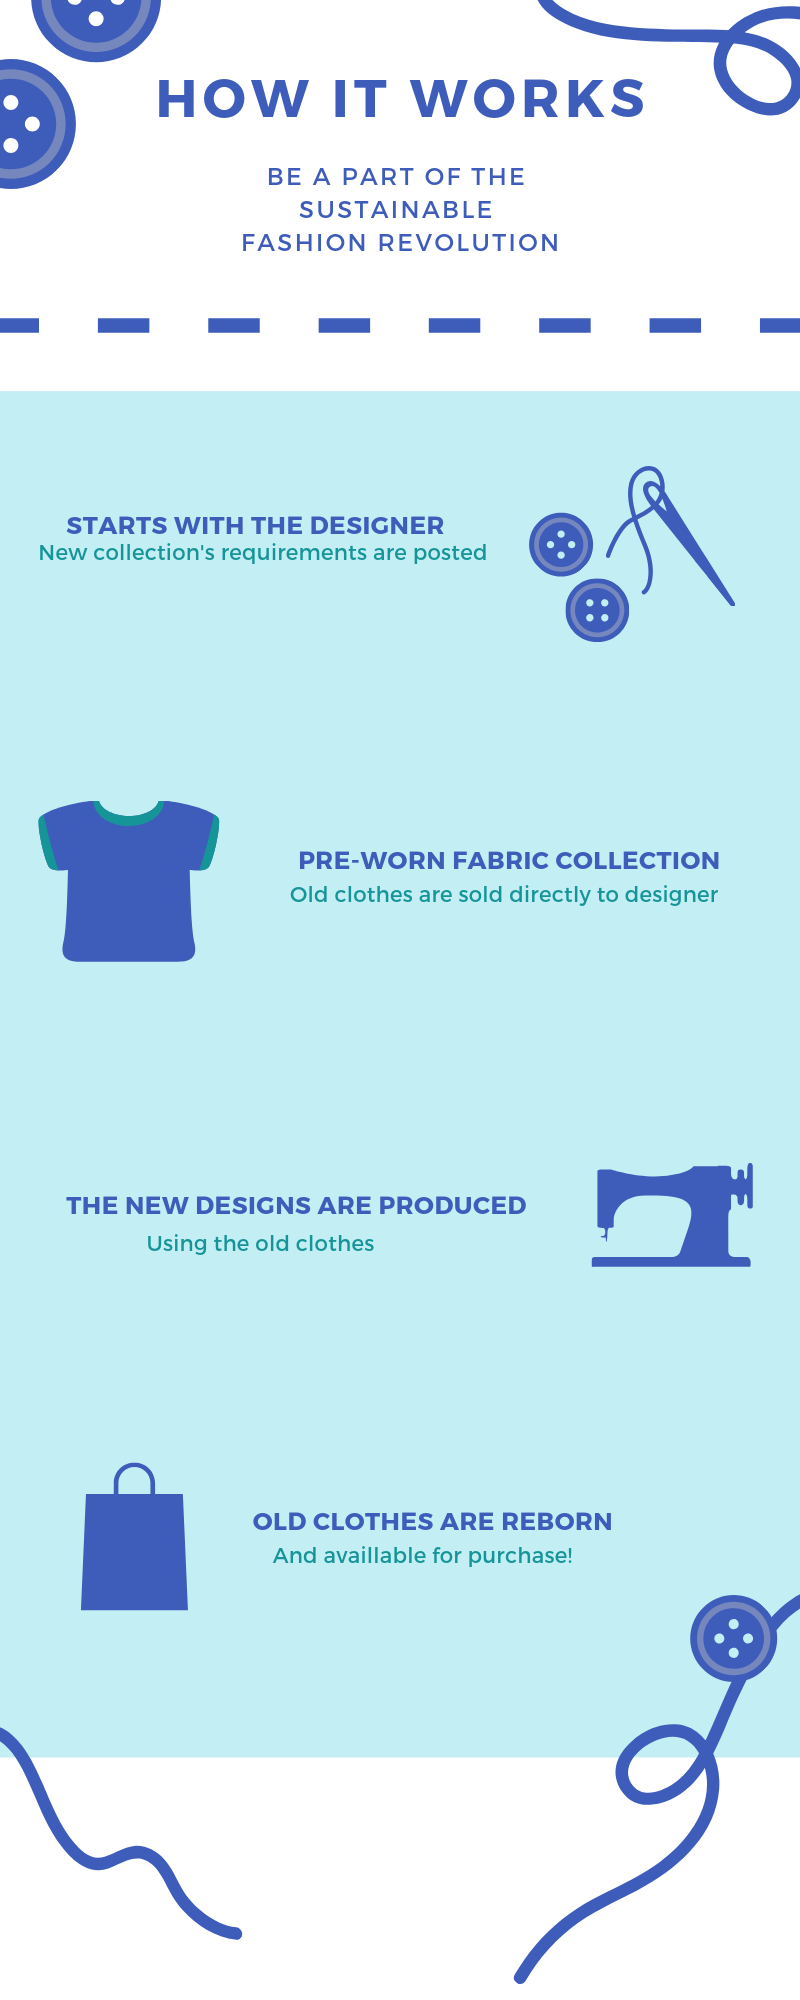 HOW IT WORKS
BE A PART OF THE
SUSTAINABLE
FASHION REVOLUTION
STARTS WITH THE DESIGNER
New collection's requirements are posted
PRE-WORN FABRIC COLLECTION
Old clothes are sold directly to designer
THE NEW DESIGNS ARE PRODUCED
Using the old clothes
OLD CLOTHES ARE REBORN
And availlable for purchase!